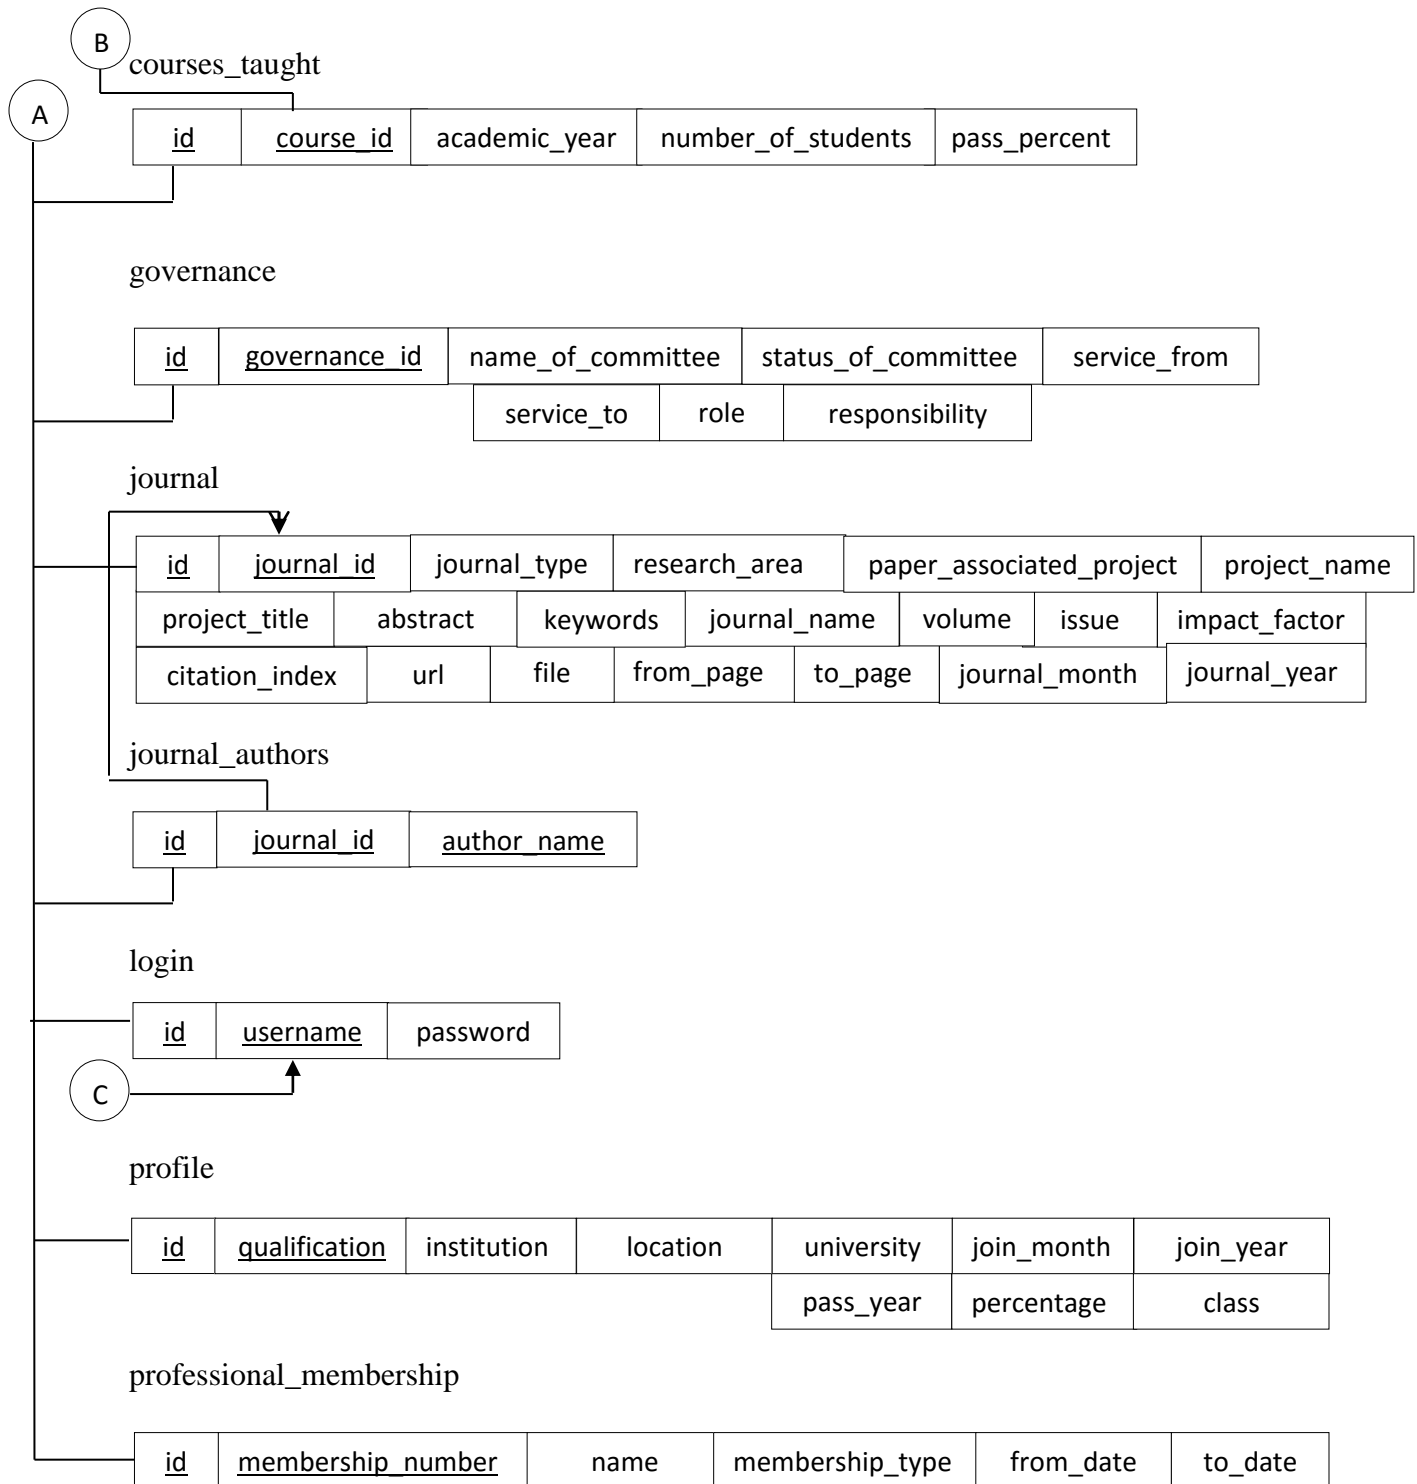 B
courses_taught
A
id course_id academic_year number_of_students pass_percent
governance
id governance_id name_of_committee status_of_committee service_from
service_to role responsibility
journal
id journal_id journal_type research_area paper_associated_project project_name
project_title abstract keywords journal_name volume issue impact_factor
citation_index url file from_page to_page journal_month journal_year
journal_authors
id journal_id author_name
login
id username password
C
profile
id qualification institution location university join_month join_year
pass_year percentage class
professional_membership
id membership_number name membership_type from_date to_date